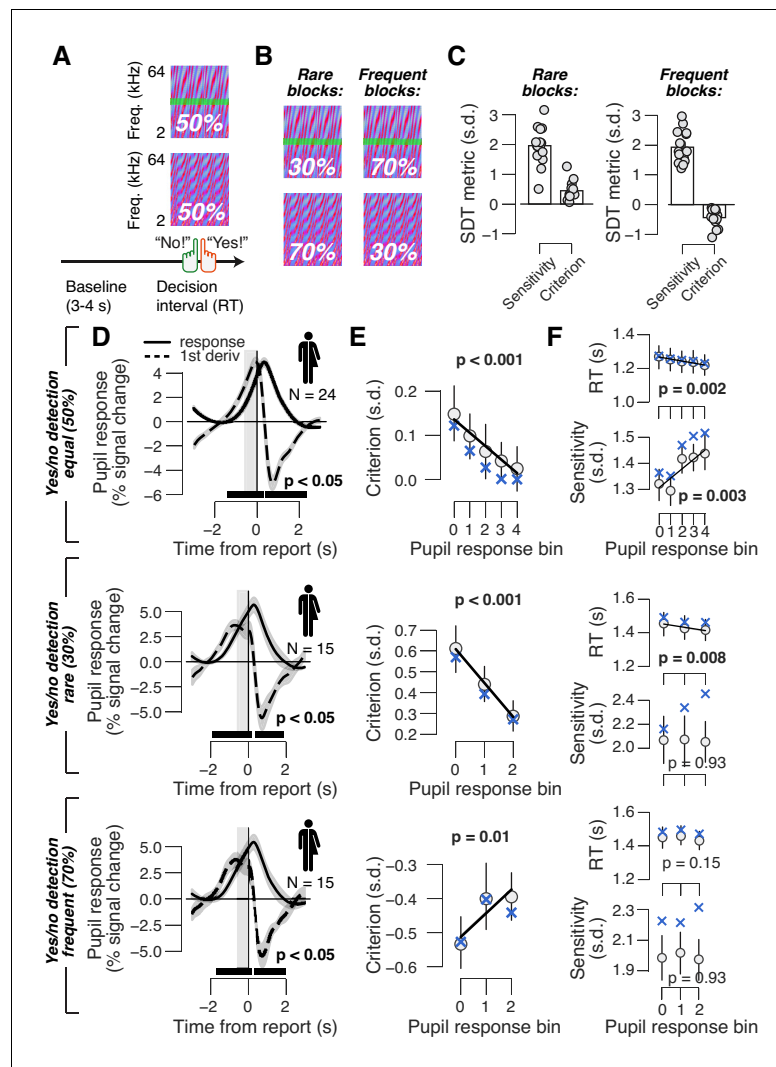 A
Freq. (kHz)
64
2
50%
Freq. (kHz)
64
2
50%
"No!"
"Yes!"
Baseline
(3-4 s)
Decision
interval (RT)
B
Rare
blocks:
Frequent
blocks:
30%
70%
70%
30%
C
Rare
blocks:
Frequent
blocks:
SDT metric (s.d.)
3
2
1
0
−1
Sensitivity
Criterion
SDT metric (s.d.)
3
2
1
0
−1
Sensitivity
Criterion
Yes/no detection
equal (50%)
D
response
1st deriv
N = 24
Pupil response
(% signal change)
4
2
0
−2
−4
−6
p < 0.05
−2 0 2
Time from report (s)
E
p < 0.001
Criterion (s.d.)
0.2
0.1
0.0
0 1 2 3 4
Pupil response bin
F
RT (s)
1.4
1.2
1.0
p = 0.002
Sensitivity
(s.d.)
1.5
1.4
1.3
p = 0.003
0 1 2 3 4
Pupil response bin
Yes/no detection
rare (30%)
Pupil response
(% signal change)
5.0
2.5
0.0
−2.5
−5.0
N = 15
p < 0.05
−2 0 2
Time from report (s)
p < 0.001
Criterion (s.d.)
0.7
0.6
0.5
0.4
0.3
0.2
0 1 2
Pupil response bin
RT (s)
1.6
1.4
1.2
p = 0.008
Sensitivity
(s.d.)
2.4
2.2
2.0
p = 0.93
0 1 2
Pupil response bin
Yes/no detection
frequent (70%)
Pupil response
(% signal change)
5.0
2.5
0.0
−2.5
−5.0
N = 15
p < 0.05
−2 0 2
Time from report (s)
p = 0.01
Criterion (s.d.)
−0.3
−0.4
−0.5
−0.6
0 1 2
Pupil response bin
RT (s)
1.6
1.4
1.2
p = 0.15
Sensitivity
(s.d.)
2.3
2.1
1.9
p = 0.93
0 1 2
Pupil response bin